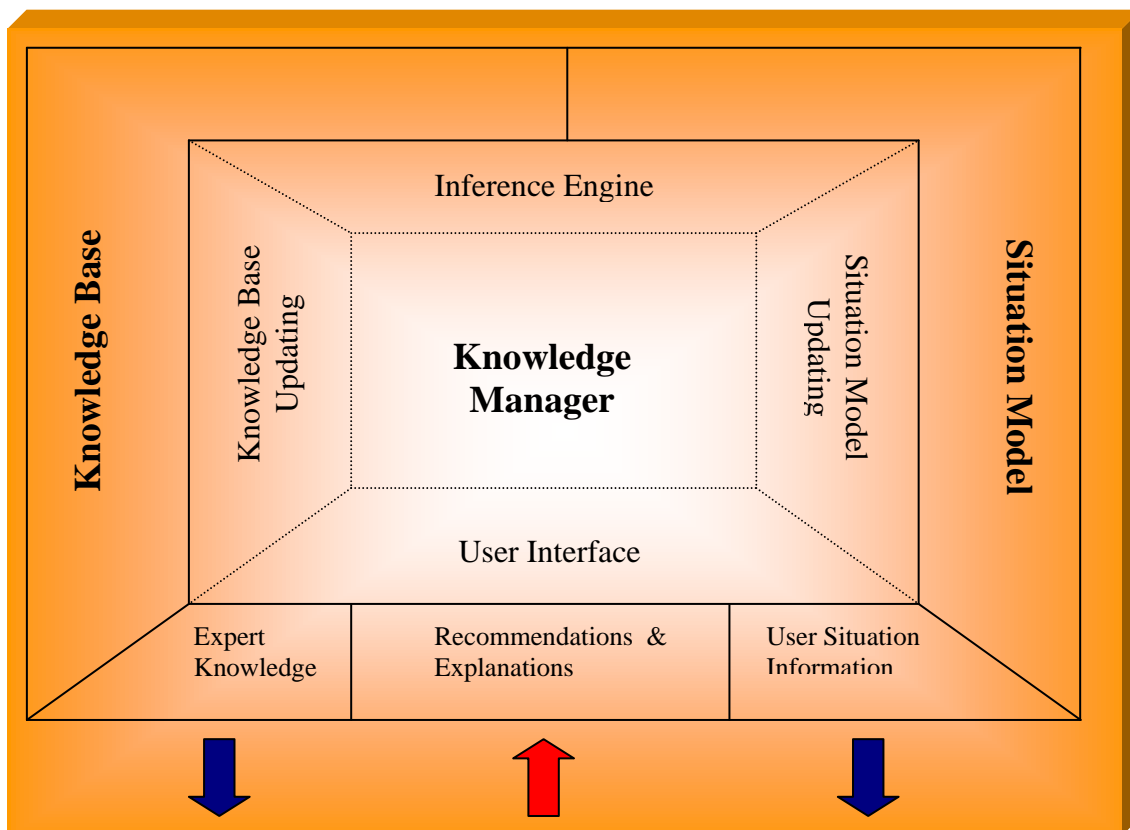 Inference Engine
Knowledge Base
Knowledge Base
Updating
Knowledge
Manager
Situation Model
Updating
Situation Model
User Interface
Expert
Knowledge
Recommendations &
Explanations
User Situation
Information